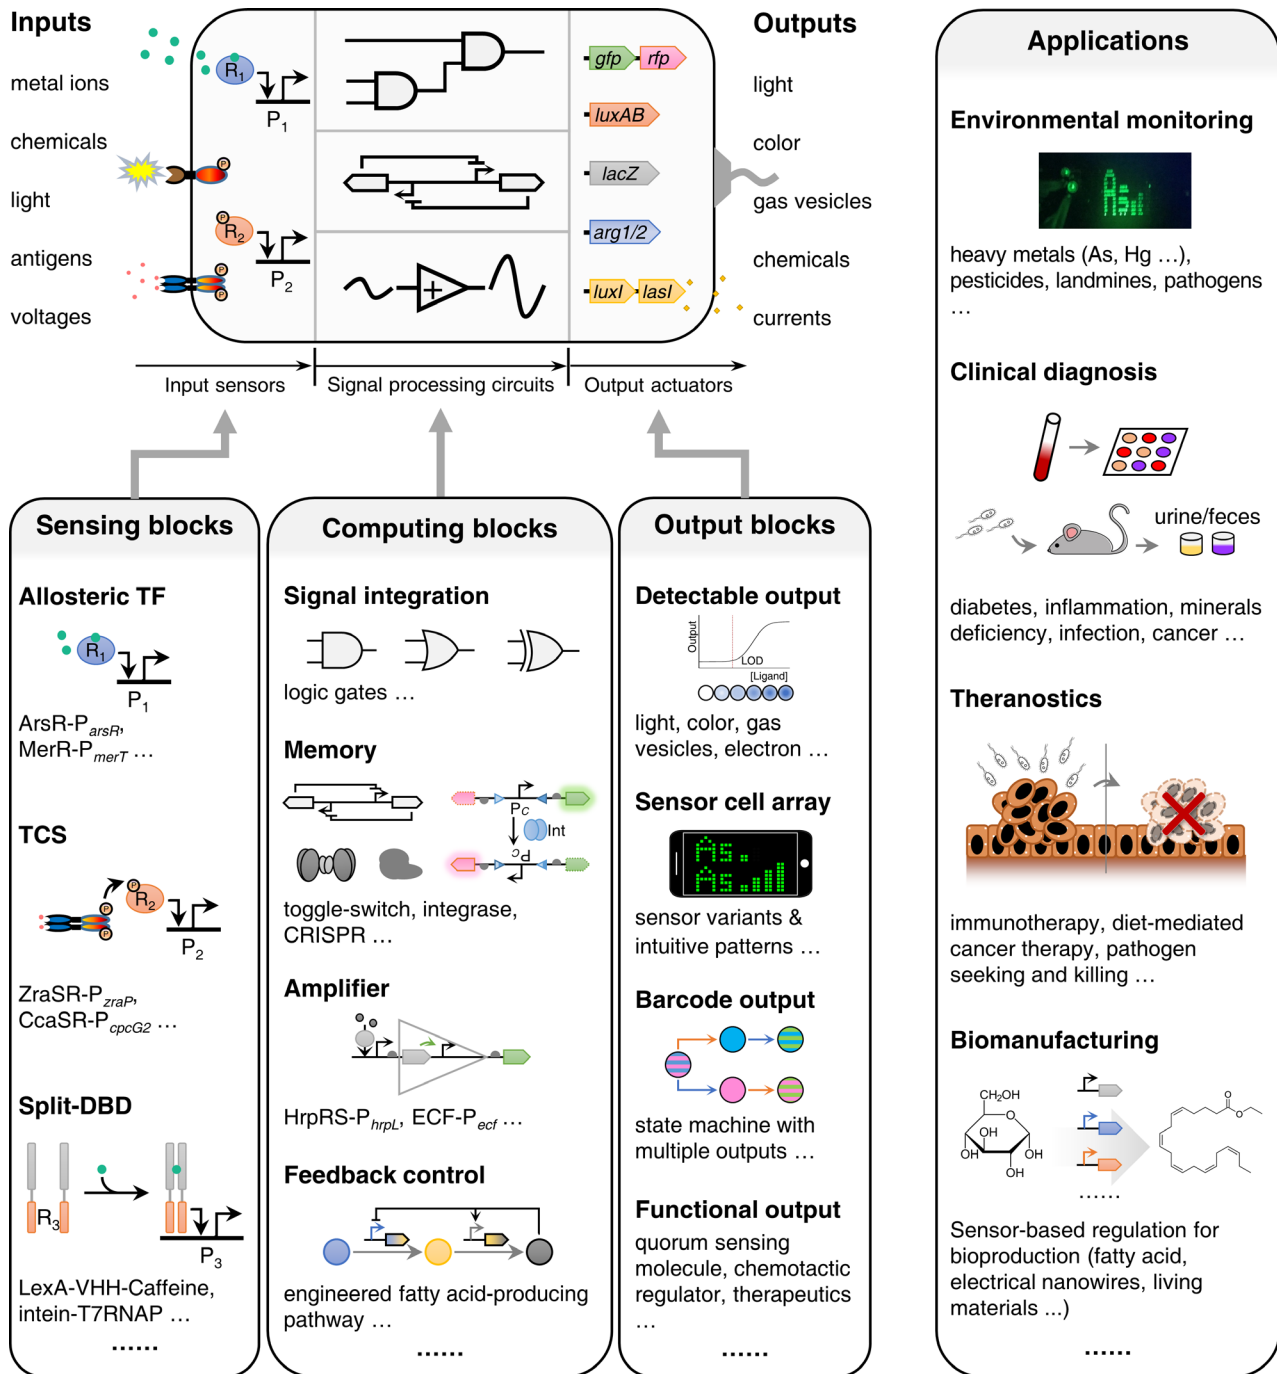 Inputs
metal ions
chemicals
light
antigens
voltages
R1
P1
P
P
R2
P2
P
P
gfp rfp
luxAB
lacZ
arg1/2
luxI lasI
Outputs
light
color
gas vesicles
chemicals
currents
Input sensors
Signal processing circuits
Output actuators
Sensing blocks
Allosteric TF
R1
P1
ArsR-ParsR,
MerR-PmerT ...
TCS
P
P
R2
P
P2
ZraSR-PzraP,
CcaSR-PcpcG2 ...
Split-DBD
R3
P3
LexA-VHH-Caffeine,
intein-T7RNAP ...
......
Computing blocks
Signal integration
logic gates ...
Memory
PC
Int
PC
toggle-switch, integrase,
CRISPR ...
Amplifier
HrpRS-PhrpL, ECF-Pecf ...
Feedback control
engineered fatty acid-producing
pathway ...
......
Output blocks
Detectable output
Output
LOD
[Ligand]
light, color, gas
vesicles, electron ...
Sensor cell array
As.
As.
sensor variants &
intuitive patterns ...
Barcode output
state machine with
multiple outputs ...
Functional output
quorum sensing
molecule, chemotactic
regulator, therapeutics
...
......
Applications
Environmental monitoring
As.
heavy metals (As, Hg ...),
pesticides, landmines, pathogens
...
Clinical diagnosis
urine/feces
diabetes, inflammation, minerals
deficiency, infection, cancer ...
Theranostics
immunotherapy, diet-mediated
cancer therapy, pathogen
seeking and killing ...
Biomanufacturing
CH2OH
O
OH
OH
OH
OH
O
O
......
Sensor-based regulation for
bioproduction (fatty acid,
electrical nanowires, living
materials ...)
......